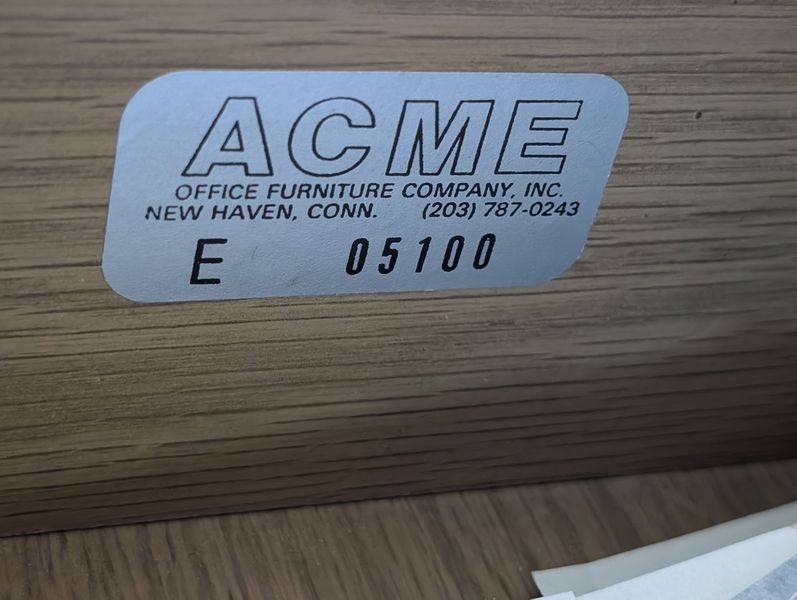 ACME
OFFICE FURNITURE COMPANY, INC.
NEW HAVEN, CONN. (203) 787-0243
E 05100